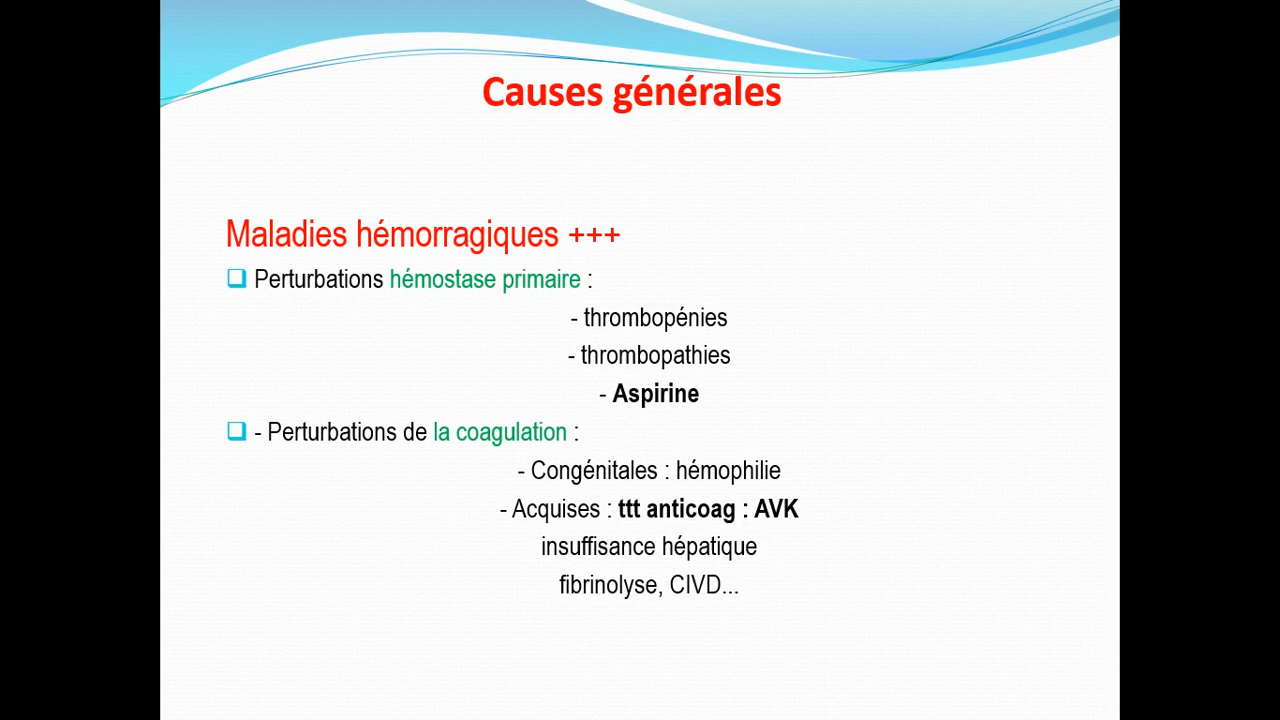 Causes générales
Maladies hémorragiques +++
Perturbations hémostase primaire :
- thrombopénies
- thrombopathies
- Aspirine
- Perturbations de la coagulation :
- Congénitales : hémophilie
- Acquises : ttt anticoag : AVK
insuffisance hépatique
fibrinolyse, CIVD...